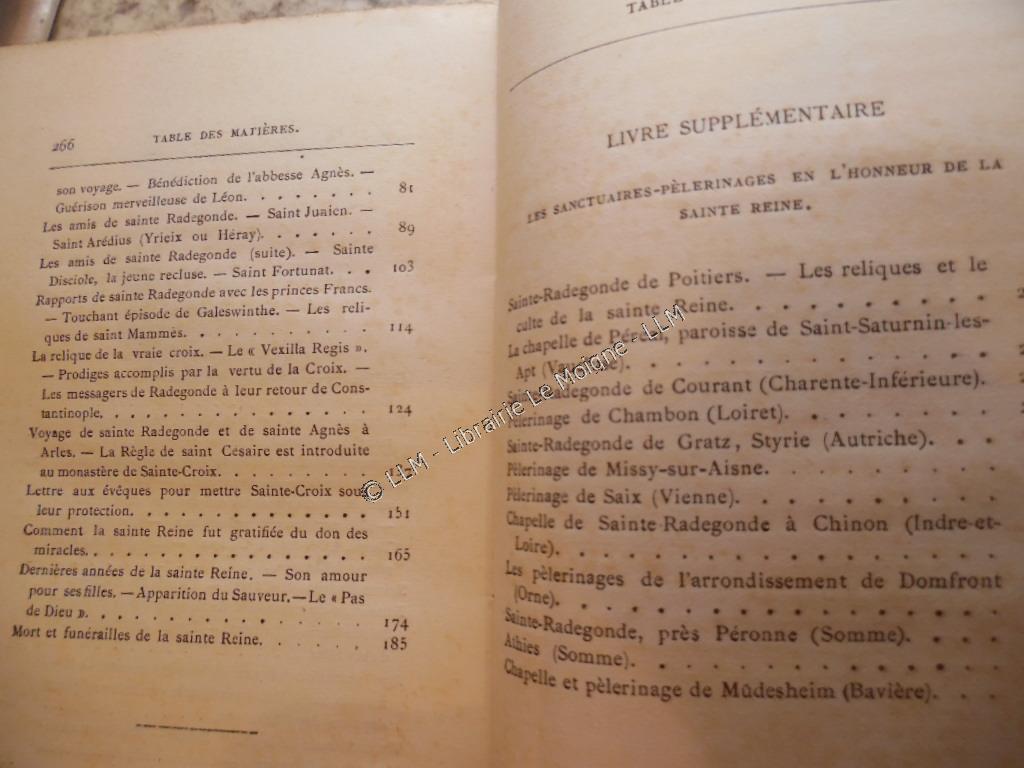 266
TABLE DES MATIÈRES.
son voyage. — Bénédiction de l'abbesse Agnès. —
Guérison merveilleuse de Léon. . . . . . . . 81
Les amis de sainte Radegonde. — Saint Junien. —
Saint Arédius (Yrieix ou Héray). . . . . . . 89
Les amis de sainte Radegonde (suite). — Sainte
Disciole, la jeune recluse. — Saint Fortunat. . . 103
Rapports de sainte Radegonde avec les princes Francs.
— Touchant épisode de Galeswinthe. — Les reli-
ques de saint Mammès. . . . . . . . . . 114
La relique de la vraie croix. — Le « Vexilla Regis ».
— Prodiges accomplis par la vertu de la Croix. —
Les messagers de Radegonde à leur retour de Cons-
tantinople. . . . . . . . . . . . . . 124
Voyage de sainte Radegonde et de sainte Agnès à
Arles. — La Règle de saint Césaire est introduite
au monastère de Sainte-Croix. . . . . . . .
Lettre aux évêques pour mettre Sainte-Croix sous
leur protection. . . . . . . . . . . . 151
Comment la sainte Reine fut gratifiée du don des
miracles. . . . . . . . . . . . . . . 165
Dernières années de la sainte Reine. — Son amour
pour ses filles. — Apparition du Sauveur. — Le « Pas
de Dieu ». . . . . . . . . . . . . . 174
Mort et funérailles de la sainte Reine. . . . . . 185
TABLE
LIVRE SUPPLÉMENTAIRE
LES SANCTUAIRES-PÈLERINAGES EN L'HONNEUR DE LA
SAINTE REINE.
Sainte-Radegonde de Poitiers. — Les reliques et le
culte de la sainte Reine. . . . . . . . . . 2
La chapelle de paroisse de Saint-Saturnin-les-
Apt . . . . . . . . . 2
Sainte-Radegonde de Courant (Charente-Inférieure). 2
Pèlerinage de Chambon (Loiret). . . . . . . . 2
Sainte-Radegonde de Gratz, Styrie (Autriche). . .
Pèlerinage de Missy-sur-Aisne. . . . . . . . .
Pèlerinage de Saix (Vienne). . . . . . . . . .
Chapelle de Sainte-Radegonde à Chinon (Indre-et-
Loire). . . . . . . . . . . . . . . .
Les pèlerinages de l'arrondissement de Domfront
(Orne). . . . . . . . . . . . . . . .
Sainte-Radegonde, près Péronne (Somme). . . .
Athies (Somme). . . . . . . . . . . . .
Chapelle et pèlerinage de Müdesheim (Bavière). . .
© LLM - Librairie Le Moigne - LLM